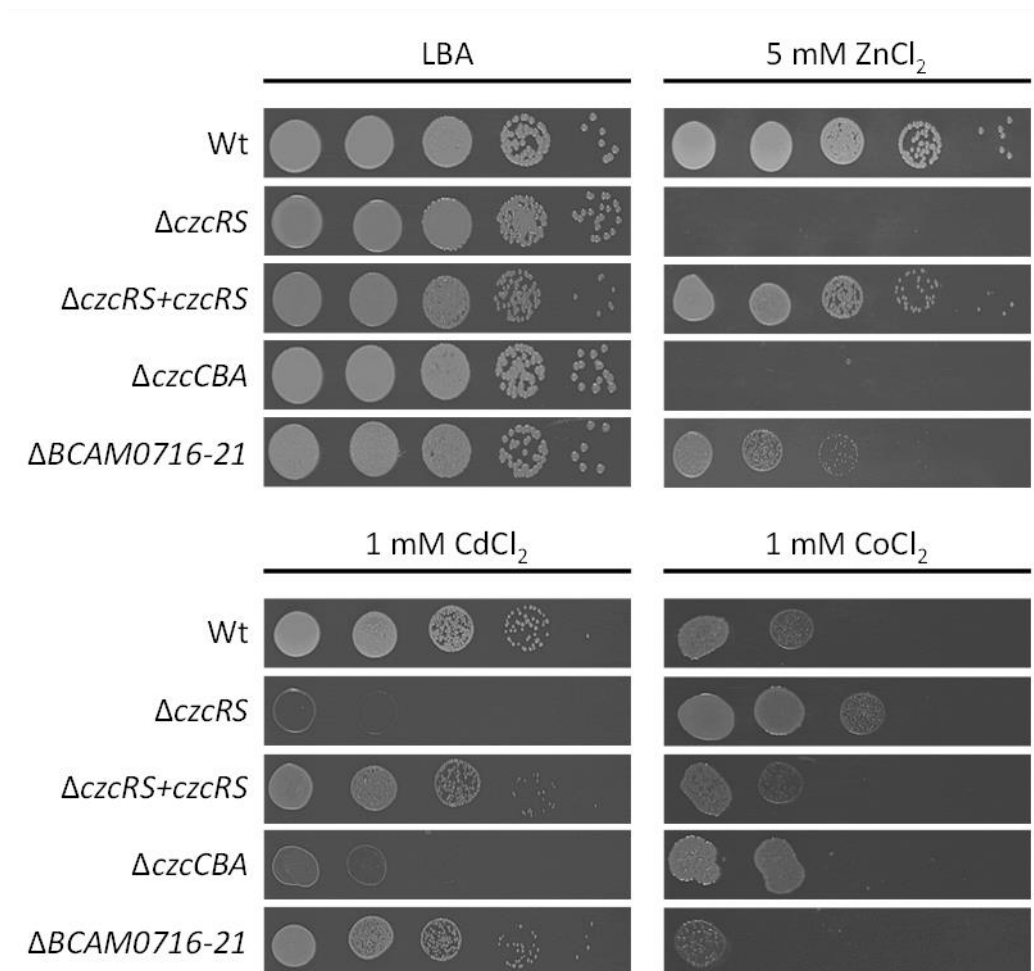 LBA
5 mM ZnCl₂
Wt
ΔczcRS
ΔczcRS+czcRS
ΔczcCBA
ΔBCAM0716-21
1 mM CdCl₂
1 mM CoCl₂
Wt
ΔczcRS
ΔczcRS+czcRS
ΔczcCBA
ΔBCAM0716-21